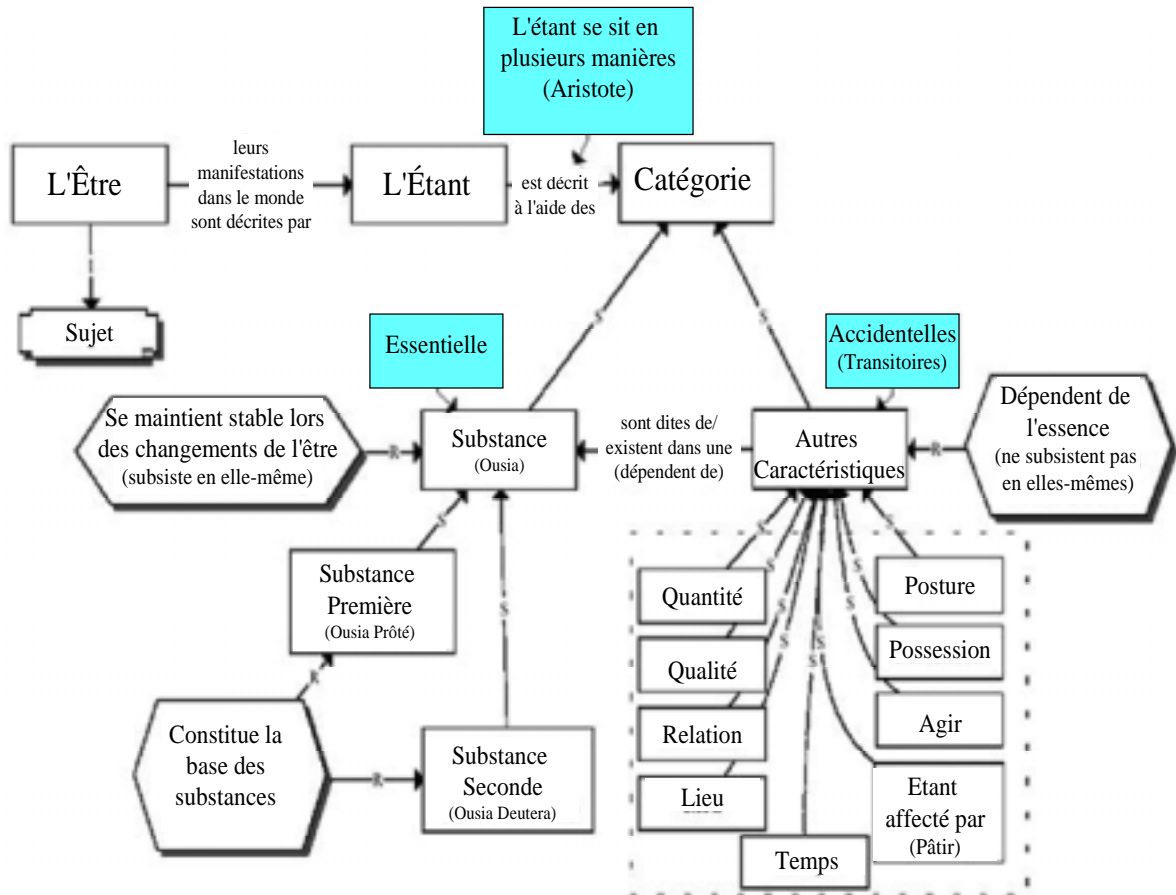 L'étant se sit en
plusieurs manières
(Aristote)
L'Être
leurs
manifestations
dans le monde
sont décrites par
L'Étant
est décrit
à l'aide des
Catégorie
I
Sujet
S
S
Essentielle
Accidentelles
(Transitoires)
Se maintient stable lors
des changements de l'être
(subsiste en elle-même)
R
Substance
(Ousia)
sont dites de/
existent dans une
(dépendent de)
Autres
Caractéristiques
R
Dépendent de
l'essence
(ne subsistent pas
en elles-mêmes)
S
S
Substance
Première
(Ousia Prôté)
R
Constitue la
base des
substances
R
Substance
Seconde
(Ousia Deutera)
S
S
S
S
S
S
S
S
Quantité
Qualité
Relation
Lieu
Temps
Posture
Possession
Agir
Etant
affecté par
(Pâtir)